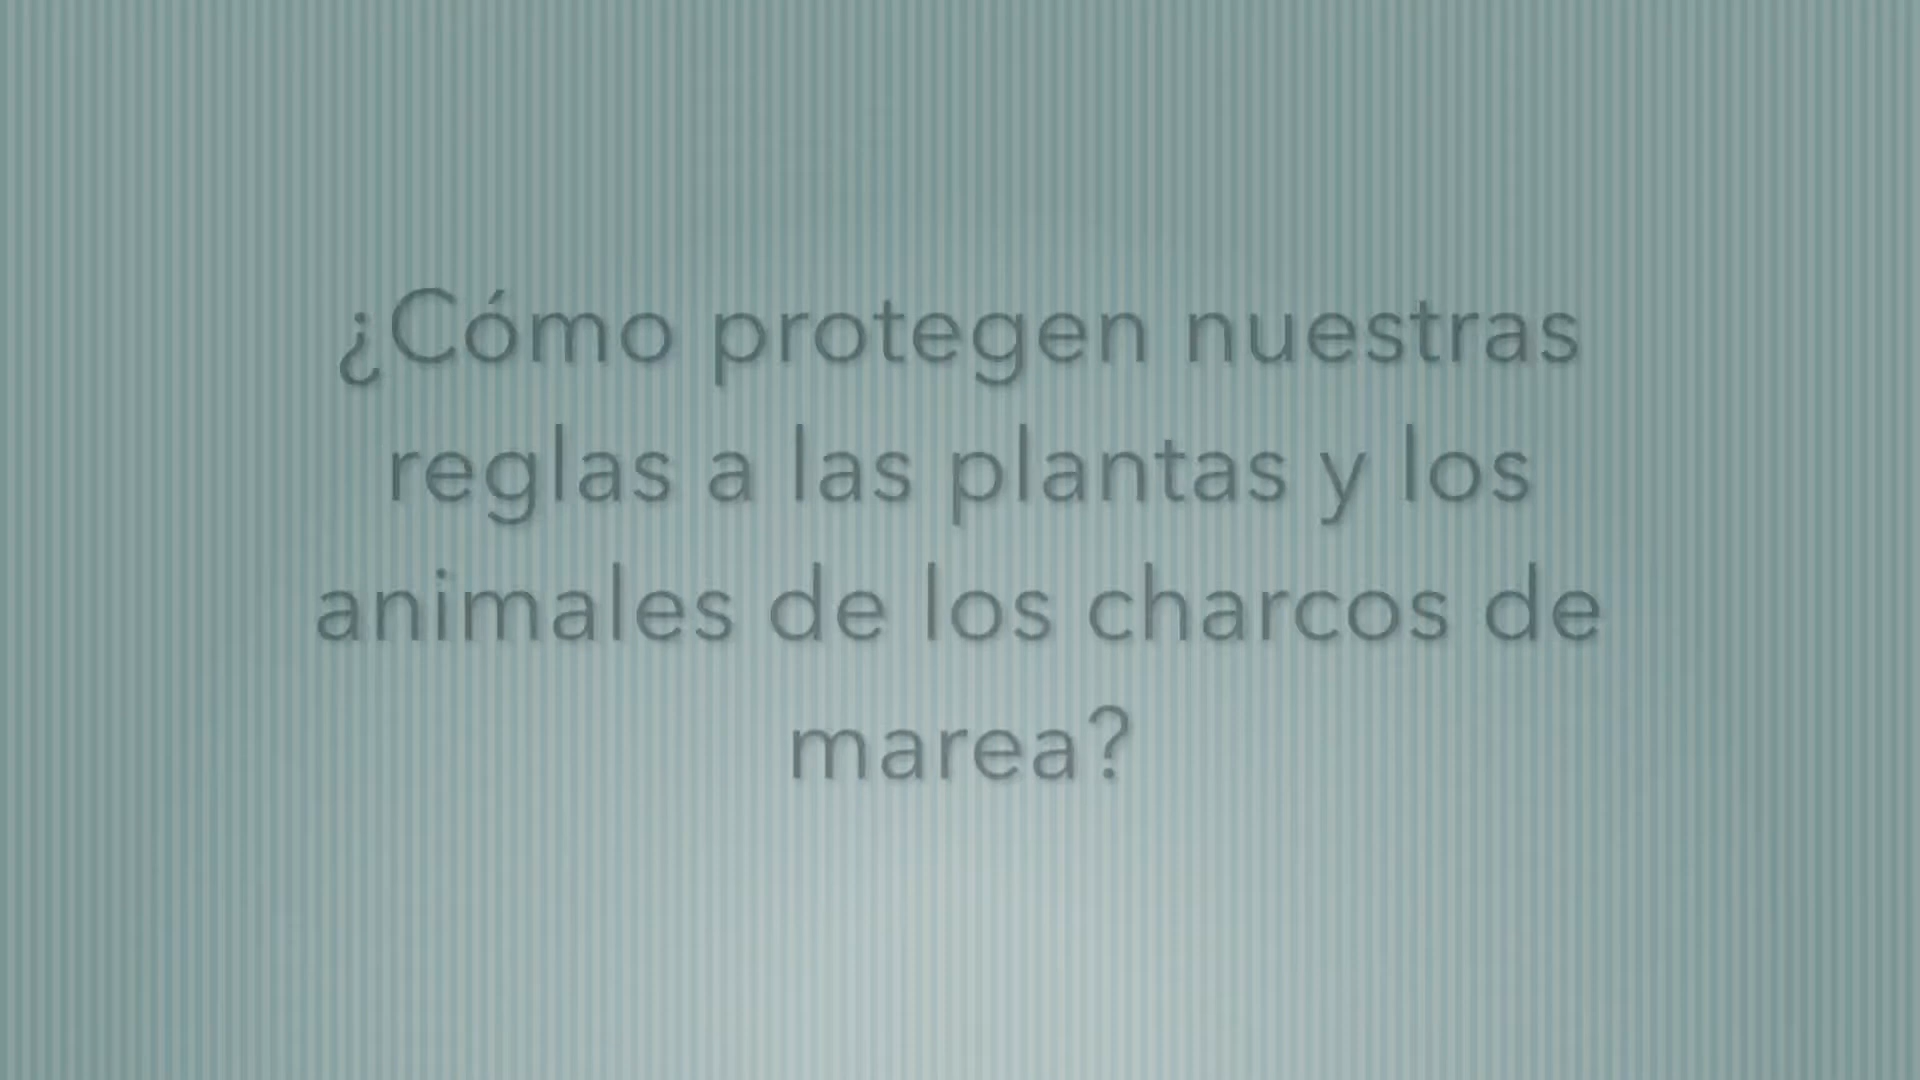 ¿Cómo protegen nuestras
reglas a las plantas y los
animales de los charcos de
marea?